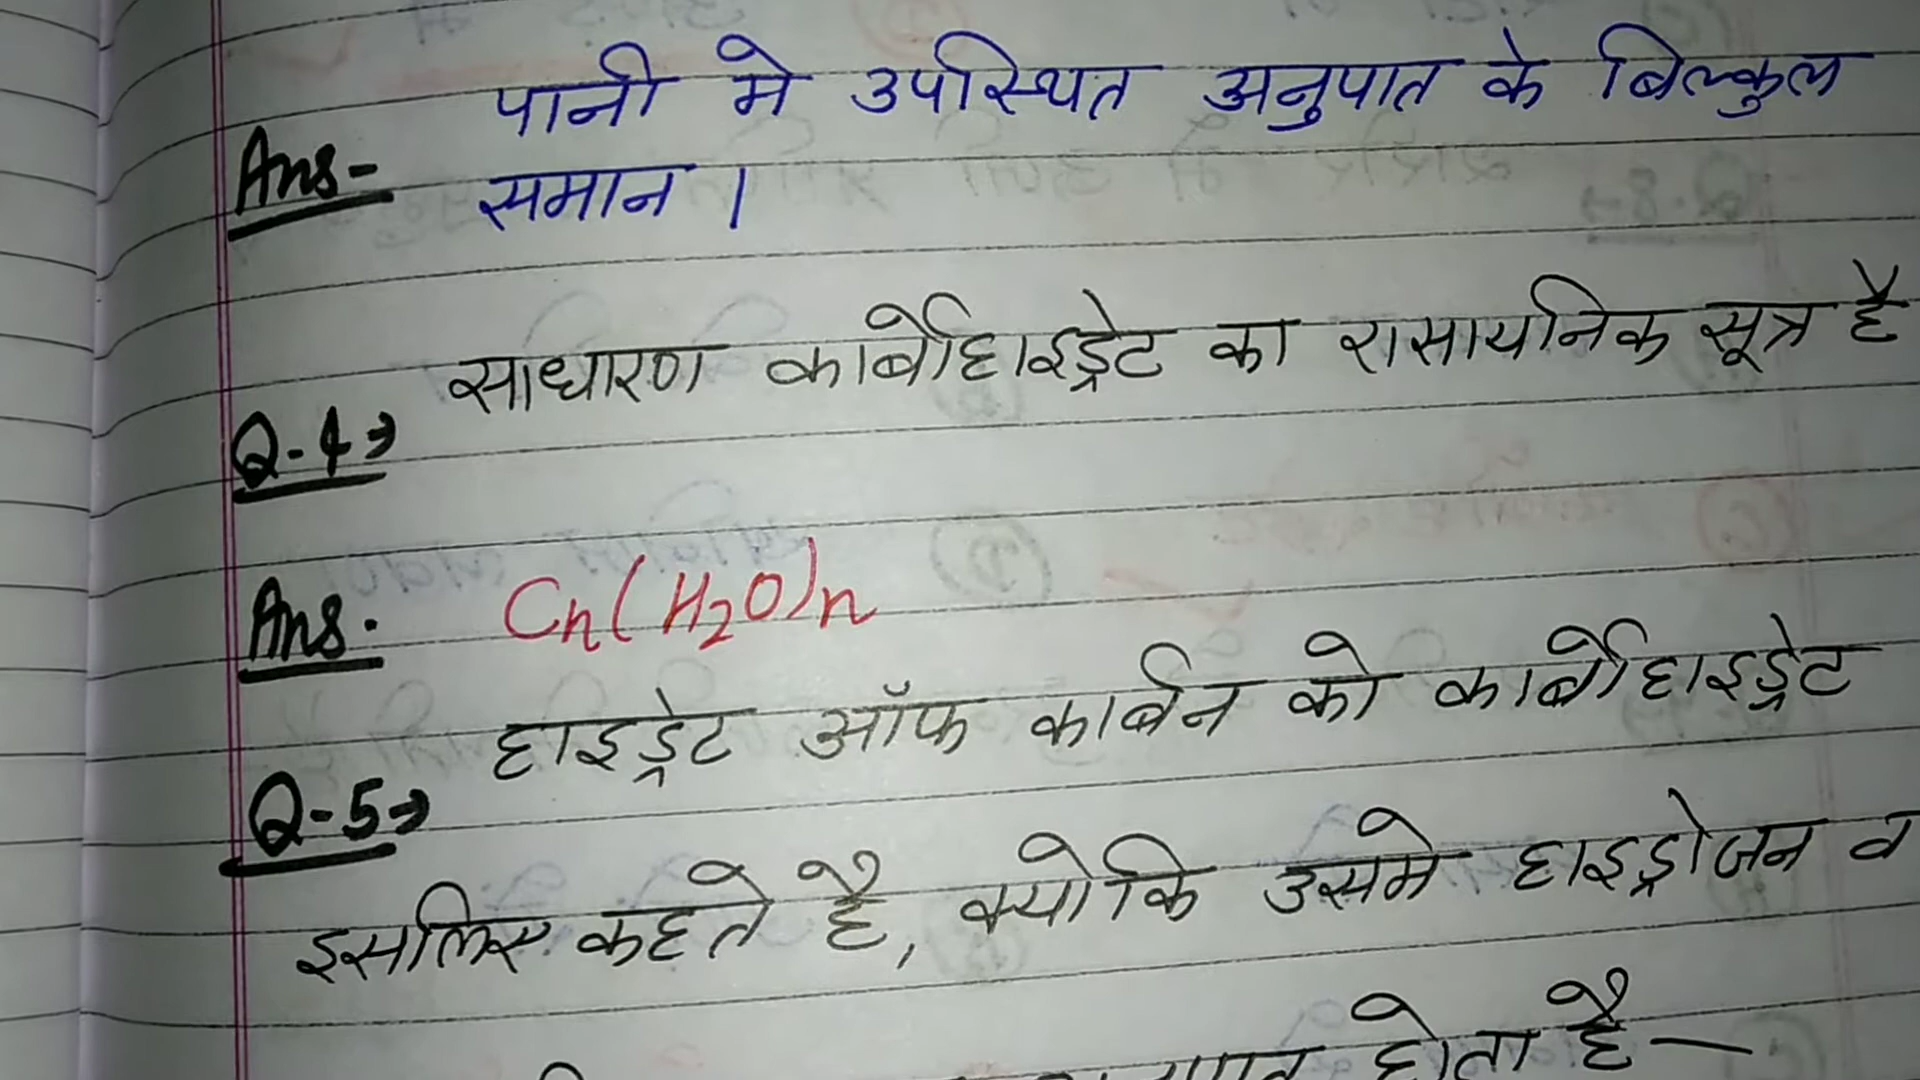 पानी मे उपस्थित अनुपात के बिल्कुल
Ans- समान ।
साधारण कार्बोहाइड्रेट का रासायनिक सूत्र है
Q-4→
Ans. Cn(H2O)n
हाइड्रेट ऑफ कार्बन को कार्बोहाइड्रेट
Q-5→
इसलिए कहते है, क्योकि उसमे हाइड्रोजन व
होता है—